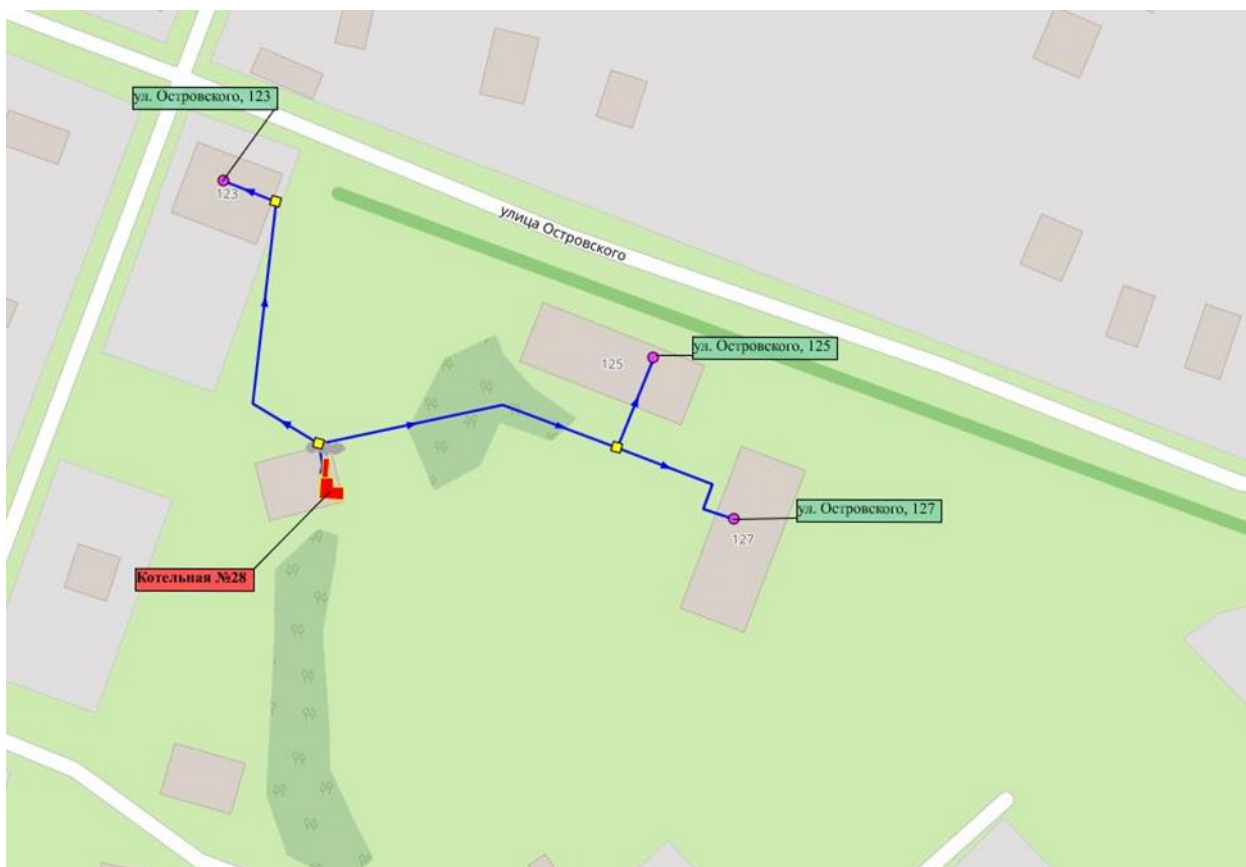 ул. Островского, 123
123
улица Островского
ул. Островского, 125
125
ул. Островского, 127
127
Котельная №28